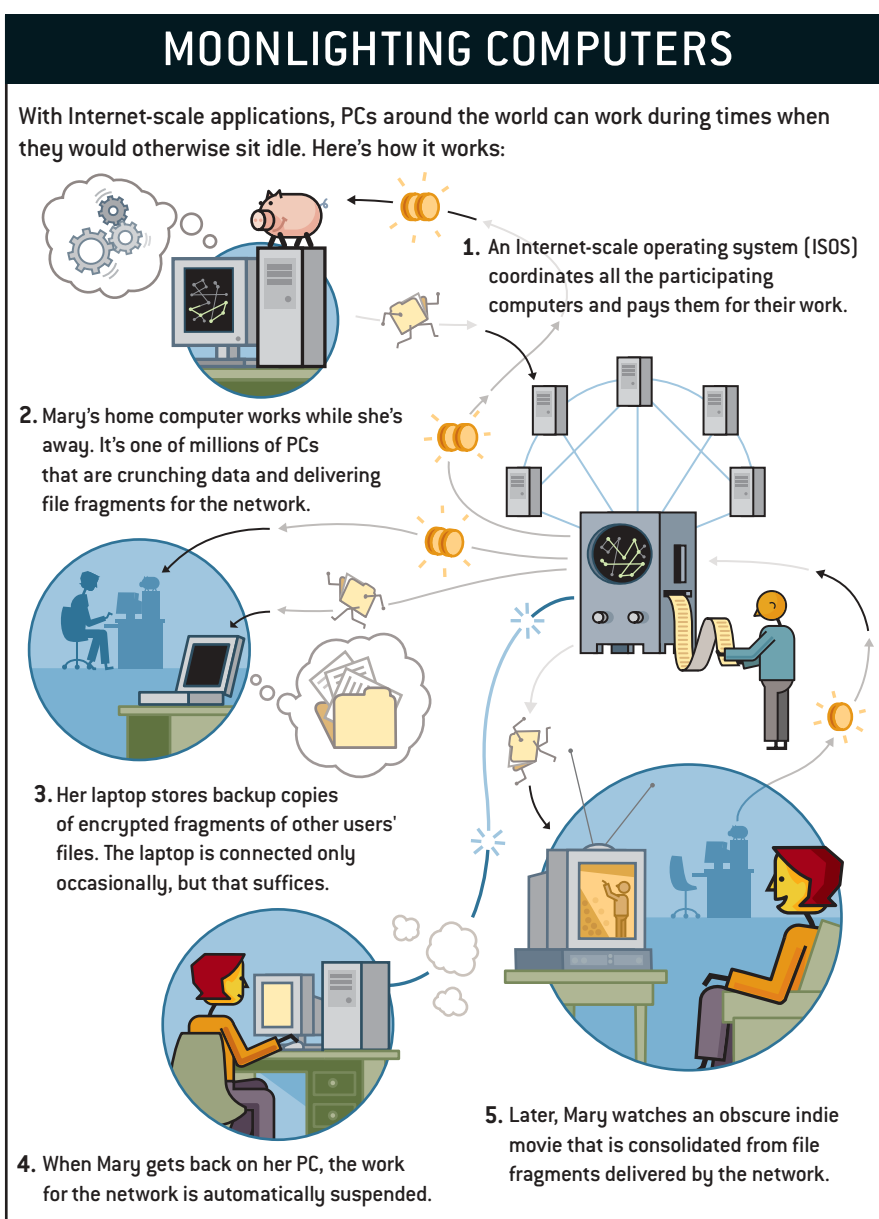 MOONLIGHTING COMPUTERS
With Internet-scale applications, PCs around the world can work during times when
they would otherwise sit idle. Here's how it works:
1. An Internet-scale operating system (ISOS)
coordinates all the participating
computers and pays them for their work.
2. Mary's home computer works while she's
away. It's one of millions of PCs
that are crunching data and delivering
file fragments for the network.
3. Her laptop stores backup copies
of encrypted fragments of other users'
files. The laptop is connected only
occasionally, but that suffices.
4. When Mary gets back on her PC, the work
for the network is automatically suspended.
5. Later, Mary watches an obscure indie
movie that is consolidated from file
fragments delivered by the network.